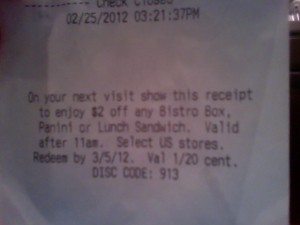 ---------- Check Closed ----------
02/25/2012 03:21:37PM
On your next visit show this receipt
to enjoy $2 off any Bistro Box,
Panini or Lunch Sandwich. Valid
after 11am. Select US stores.
Redeem by 3/5/12. Val 1/20 cent.
DISC CODE: 913